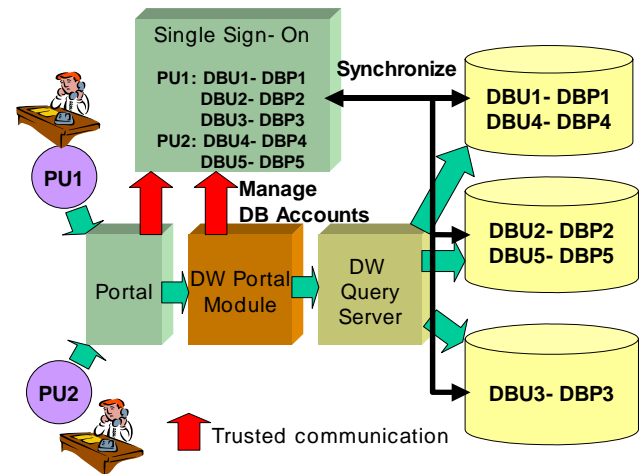 Single Sign- On
PU1: DBU1- DBP1
DBU2- DBP2
DBU3- DBP3
PU2: DBU4- DBP4
DBU5- DBP5
Synchronize
DBU1- DBP1
DBU4- DBP4
PU1
Manage
DB Accounts
DBU2- DBP2
DBU5- DBP5
Portal
DW Portal
Module
DW
Query
Server
PU2
DBU3- DBP3
Trusted communication